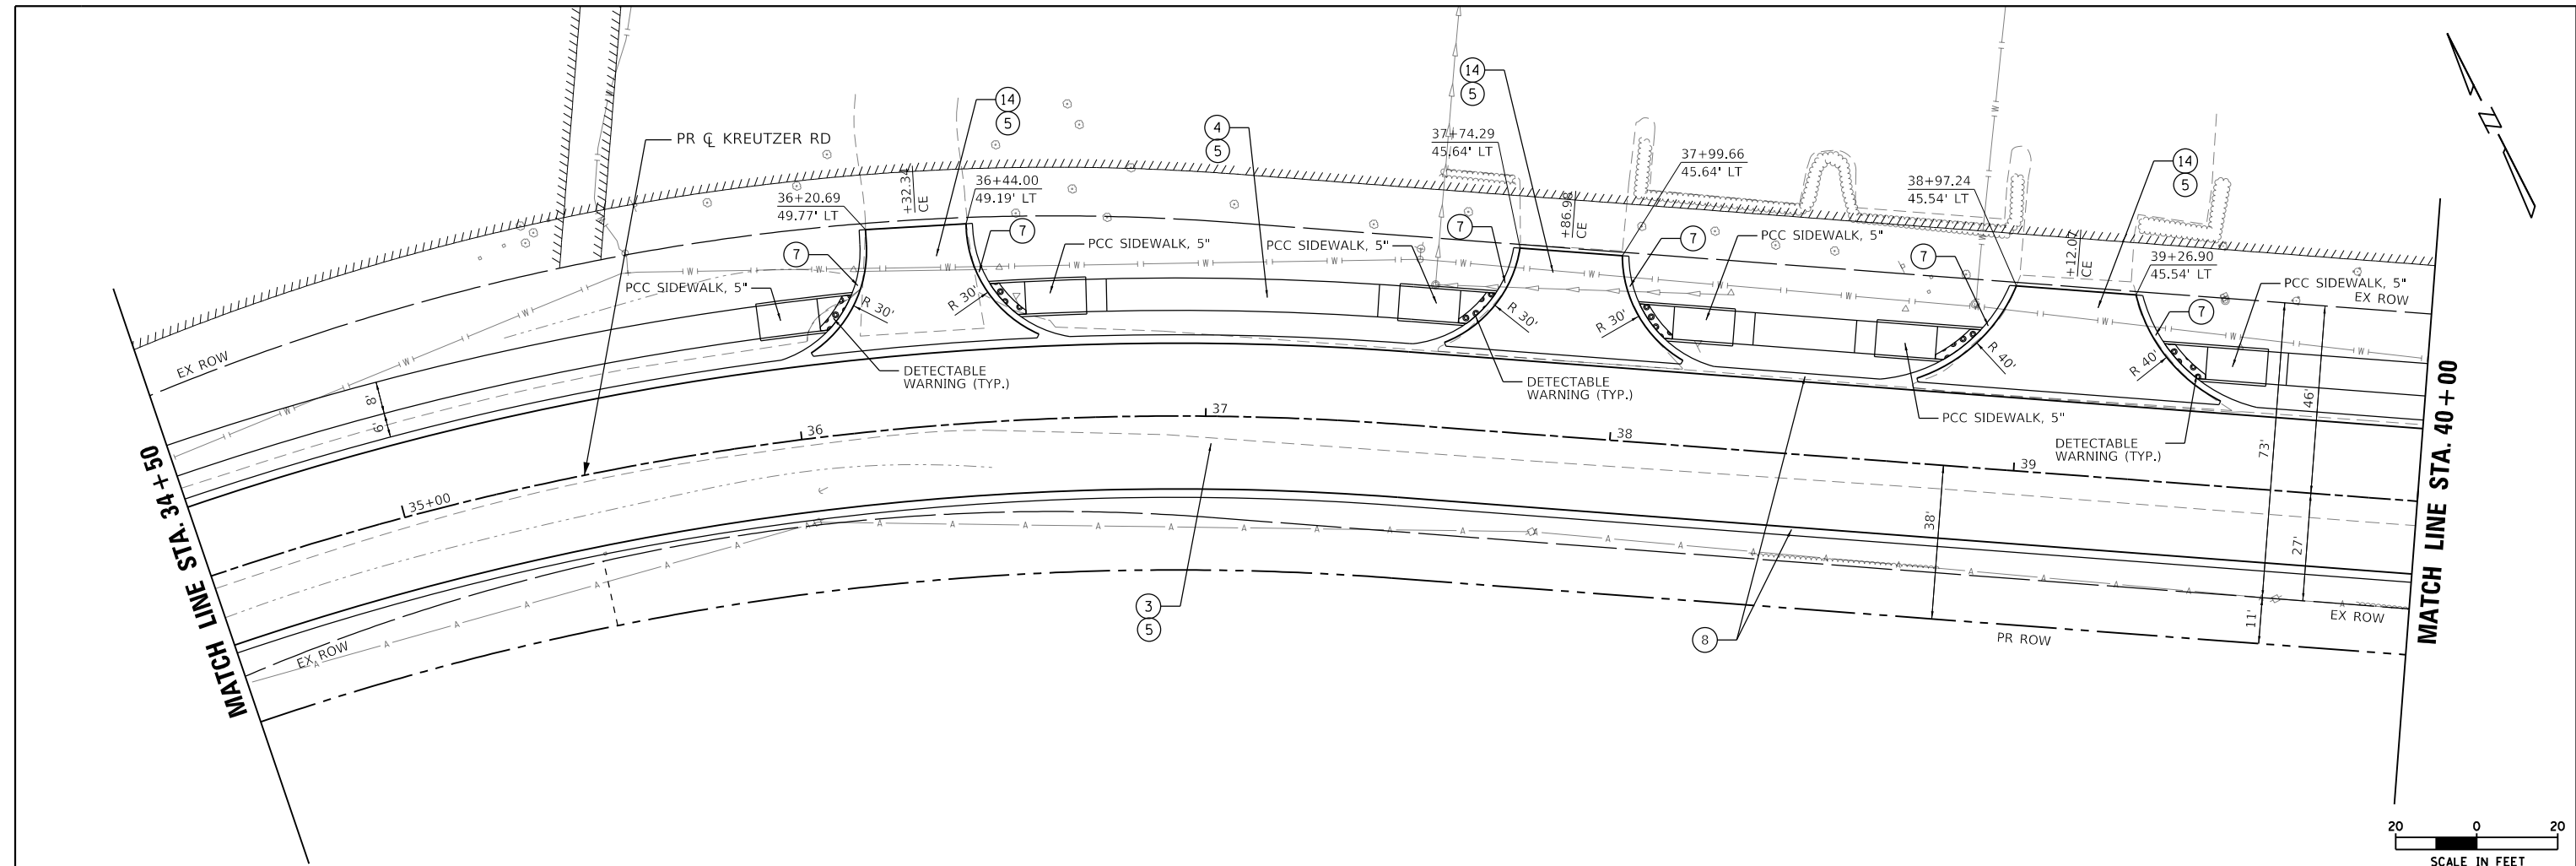 PR ℄ KREUTZER RD
14
5
4
5
14
5
14
5
36+20.69
49.77' LT
+32.34
CE
36+44.00
49.19' LT
37+74.29
45.64' LT
CE
37+99.66
45.64' LT
38+97.24
45.54' LT
+12.07
CE
39+26.90
45.54' LT
7
7
7
7
7
7
PCC SIDEWALK, 5"
PCC SIDEWALK, 5"
PCC SIDEWALK, 5"
PCC SIDEWALK, 5"
PCC SIDEWALK, 5"
PCC SIDEWALK, 5"
R 30'
R 30'
R 30'
R 30'
R 40'
R 40'
DETECTABLE
WARNING (TYP.)
DETECTABLE
WARNING (TYP.)
DETECTABLE
WARNING (TYP.)
EX ROW
EX ROW
EX ROW
EX ROW
PR ROW
8'
6'
35+00
36
37
38
39
38'
73'
46'
27'
11'
3
5
8
MATCH LINE STA. 34+50
MATCH LINE STA. 40+00
Z
20 0 20
SCALE IN FEET